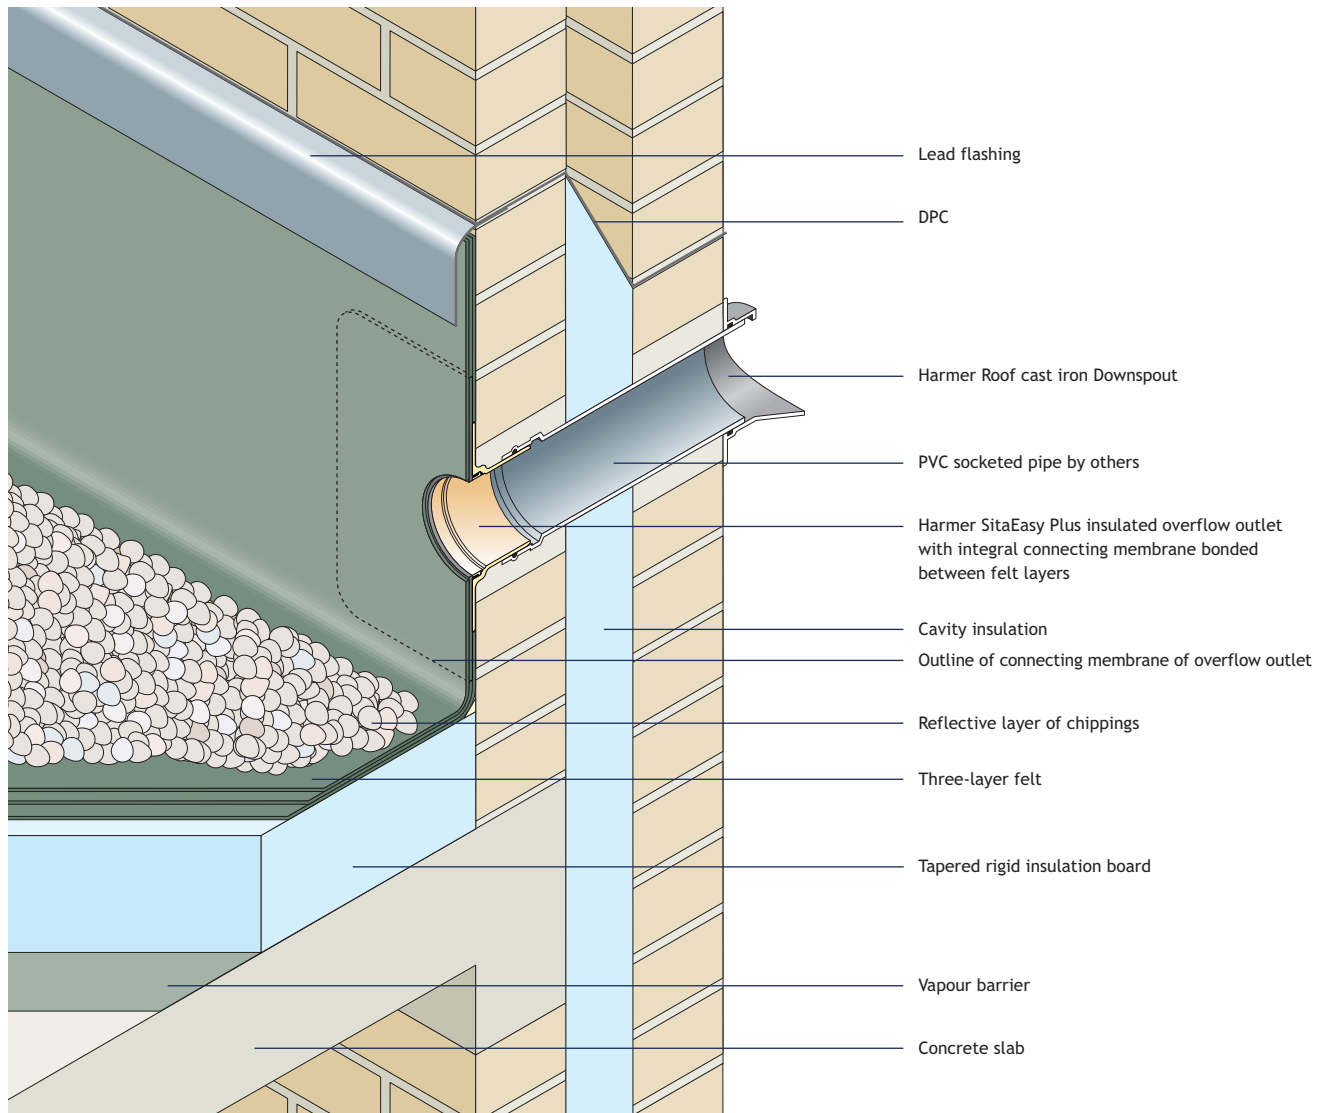 Lead flashing
DPC
Harmer Roof cast iron Downspout
PVC socketed pipe by others
Harmer SitaEasy Plus insulated overflow outlet
with integral connecting membrane bonded
between felt layers
Cavity insulation
Outline of connecting membrane of overflow outlet
Reflective layer of chippings
Three-layer felt
Tapered rigid insulation board
Vapour barrier
Concrete slab